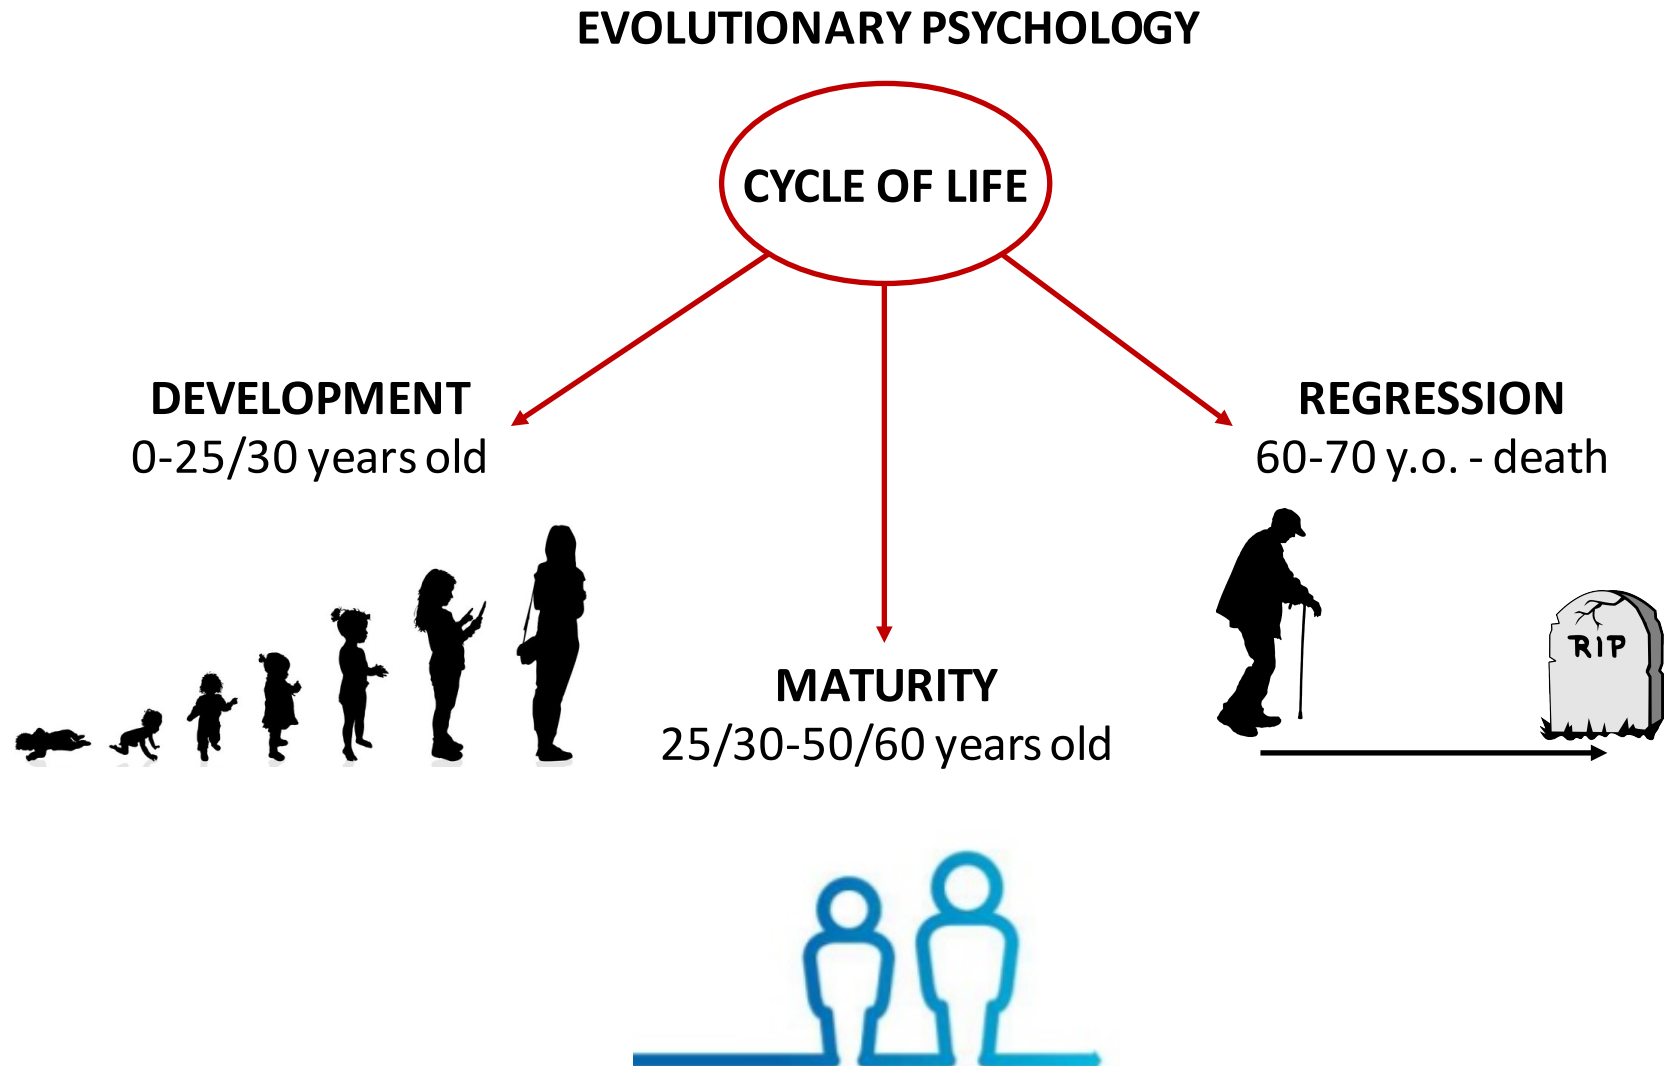 EVOLUTIONARY PSYCHOLOGY
CYCLE OF LIFE
DEVELOPMENT
0-25/30 years old
REGRESSION
60-70 y.o. - death
RIP
MATURITY
25/30-50/60 years old